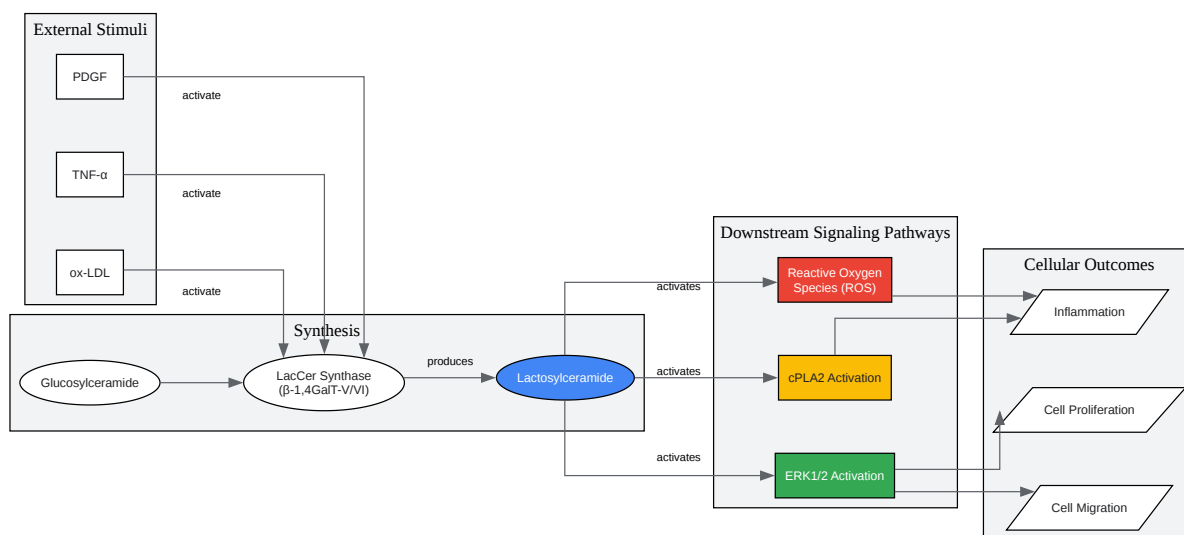 External Stimuli
PDGF
activate
TNF-α
activate
ox-LDL
activate
Synthesis
Glucosylceramide
LacCer Synthase
(β-1,4GalT-V/VI)
produces
Lactosylceramide
activates
activates
activates
Downstream Signaling Pathways
Reactive Oxygen
Species (ROS)
cPLA2 Activation
ERK1/2 Activation
Cellular Outcomes
Inflammation
Cell Proliferation
Cell Migration